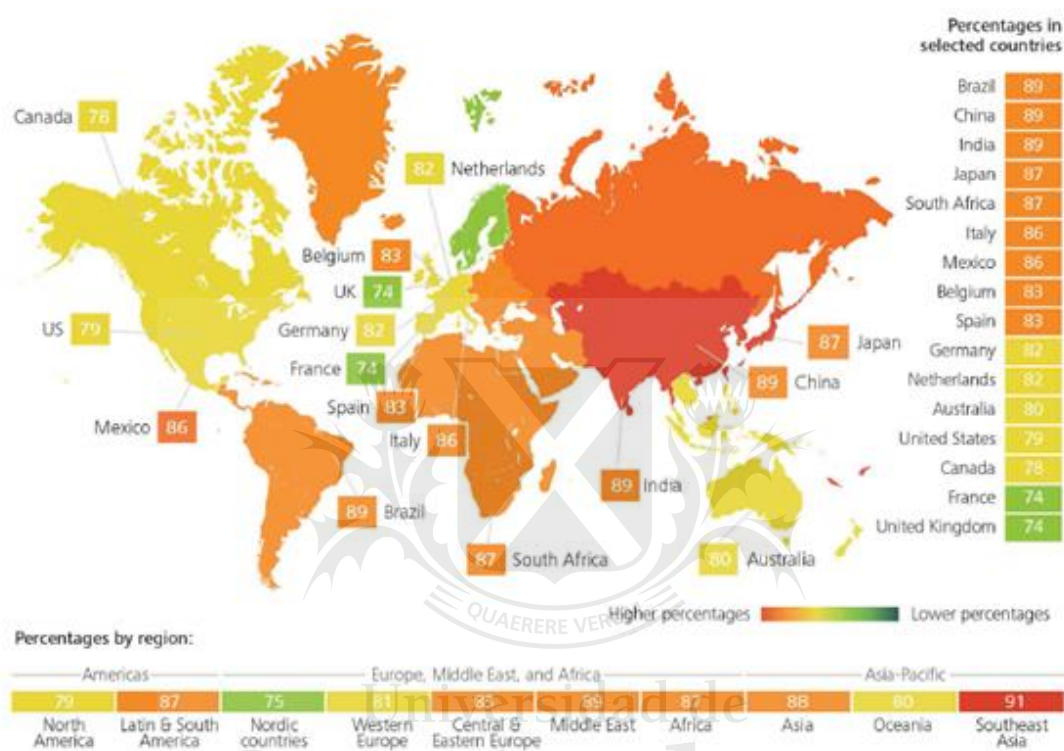 Percentages in
selected countries
Brazil 89
China 89
India 89
Japan 87
South Africa 87
Italy 86
Mexico 86
Belgium 83
Spain 83
Germany 82
Netherlands 82
Australia 80
United States 79
Canada 78
France 74
United Kingdom 74
Canada 78
82 Netherlands
Belgium 83
UK 74
US 79
Germany 82
France 74
Spain 83
Mexico 86
Italy 86
87 Japan
89 China
89 India
89 Brazil
87 South Africa
80 Australia
QUAERERE
Higher percentages Lower percentages
Percentages by region:
Americas Europe, Middle East, and Africa Asia-Pacific
79 87 75 81 83 89 87 88 80 91
Universidad de
North Latin & South Nordic Western Central & Middle East Africa Asia Oceania Southeast
America America countries Europe Eastern Europe Asia